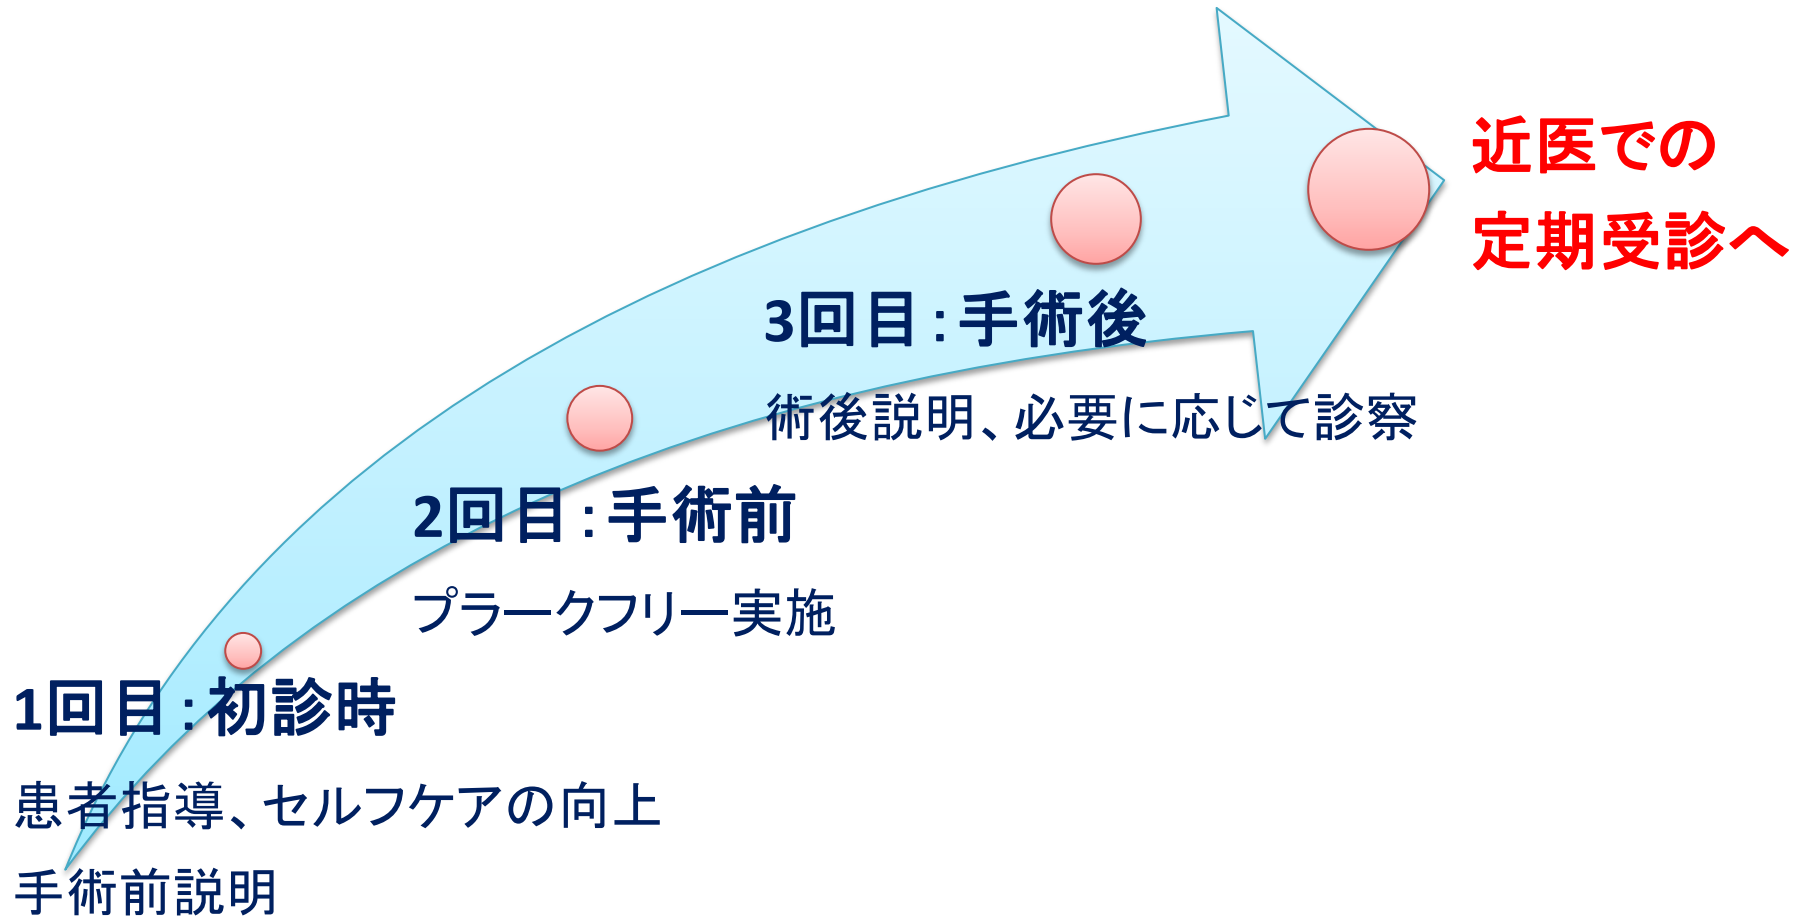 近医での
定期受診へ
3回目：手術後
術後説明、必要に応じて診察
2回目：手術前
プラークフリー実施
1回目：初診時
患者指導、セルフケアの向上
手術前説明